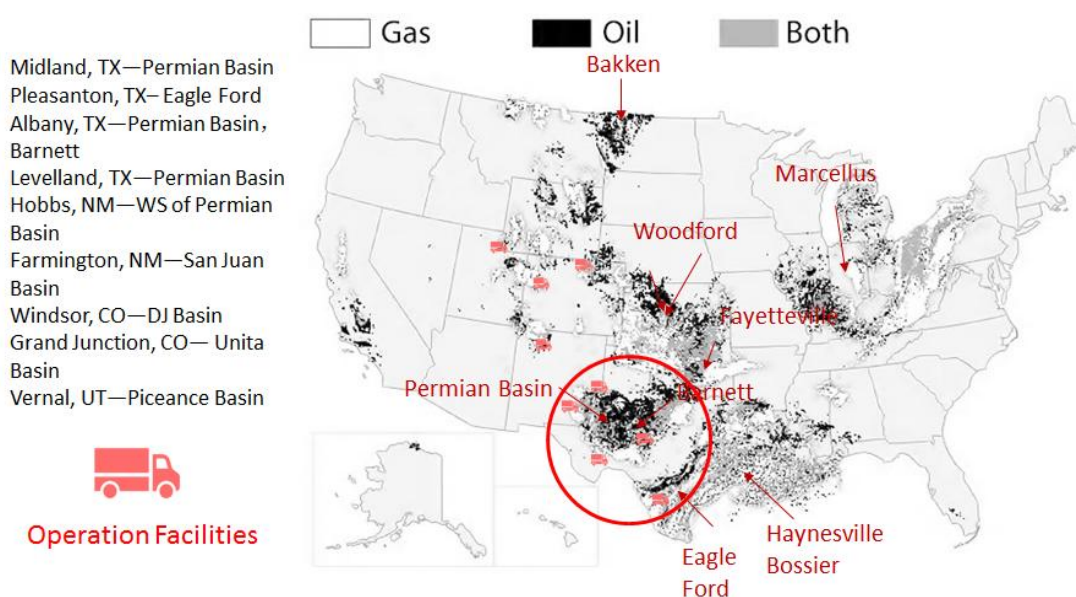 Gas Oil Both
Midland, TX—Permian Basin
Pleasanton, TX– Eagle Ford
Albany, TX—Permian Basin，
Barnett
Levelland, TX—Permian Basin
Hobbs, NM—WS of Permian
Basin
Farmington, NM—San Juan
Basin
Windsor, CO—DJ Basin
Grand Junction, CO— Unita
Basin
Vernal, UT—Piceance Basin
Operation Facilities
Bakken
Marcellus
Woodford
Fayetteville
Permian Basin
Barnett
Eagle
Ford
Haynesville
Bossier